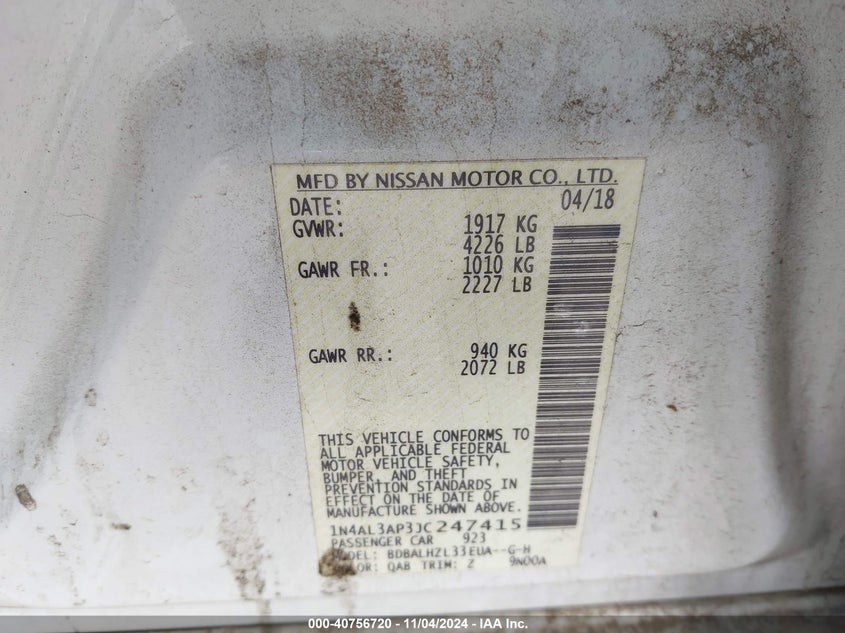 MFD BY NISSAN MOTOR CO., LTD.
DATE: 04/18
GVWR: 1917 KG
4226 LB
GAWR FR.: 1010 KG
2227 LB
GAWR RR.: 940 KG
2072 LB
THIS VEHICLE CONFORMS TO
ALL APPLICABLE FEDERAL
MOTOR VEHICLE SAFETY,
BUMPER, AND THEFT
PREVENTION STANDARDS IN
EFFECT ON THE DATE OF
MANUFACTURE SHOWN ABOVE.
1N4AL3AP3JC247415
PASSENGER CAR 923
MODEL: BDBALHZL33EUA--G-H
COLOR: QAB TRIM: Z 9N00A
000-40756720 | 11/04/2024 - IAA Inc.